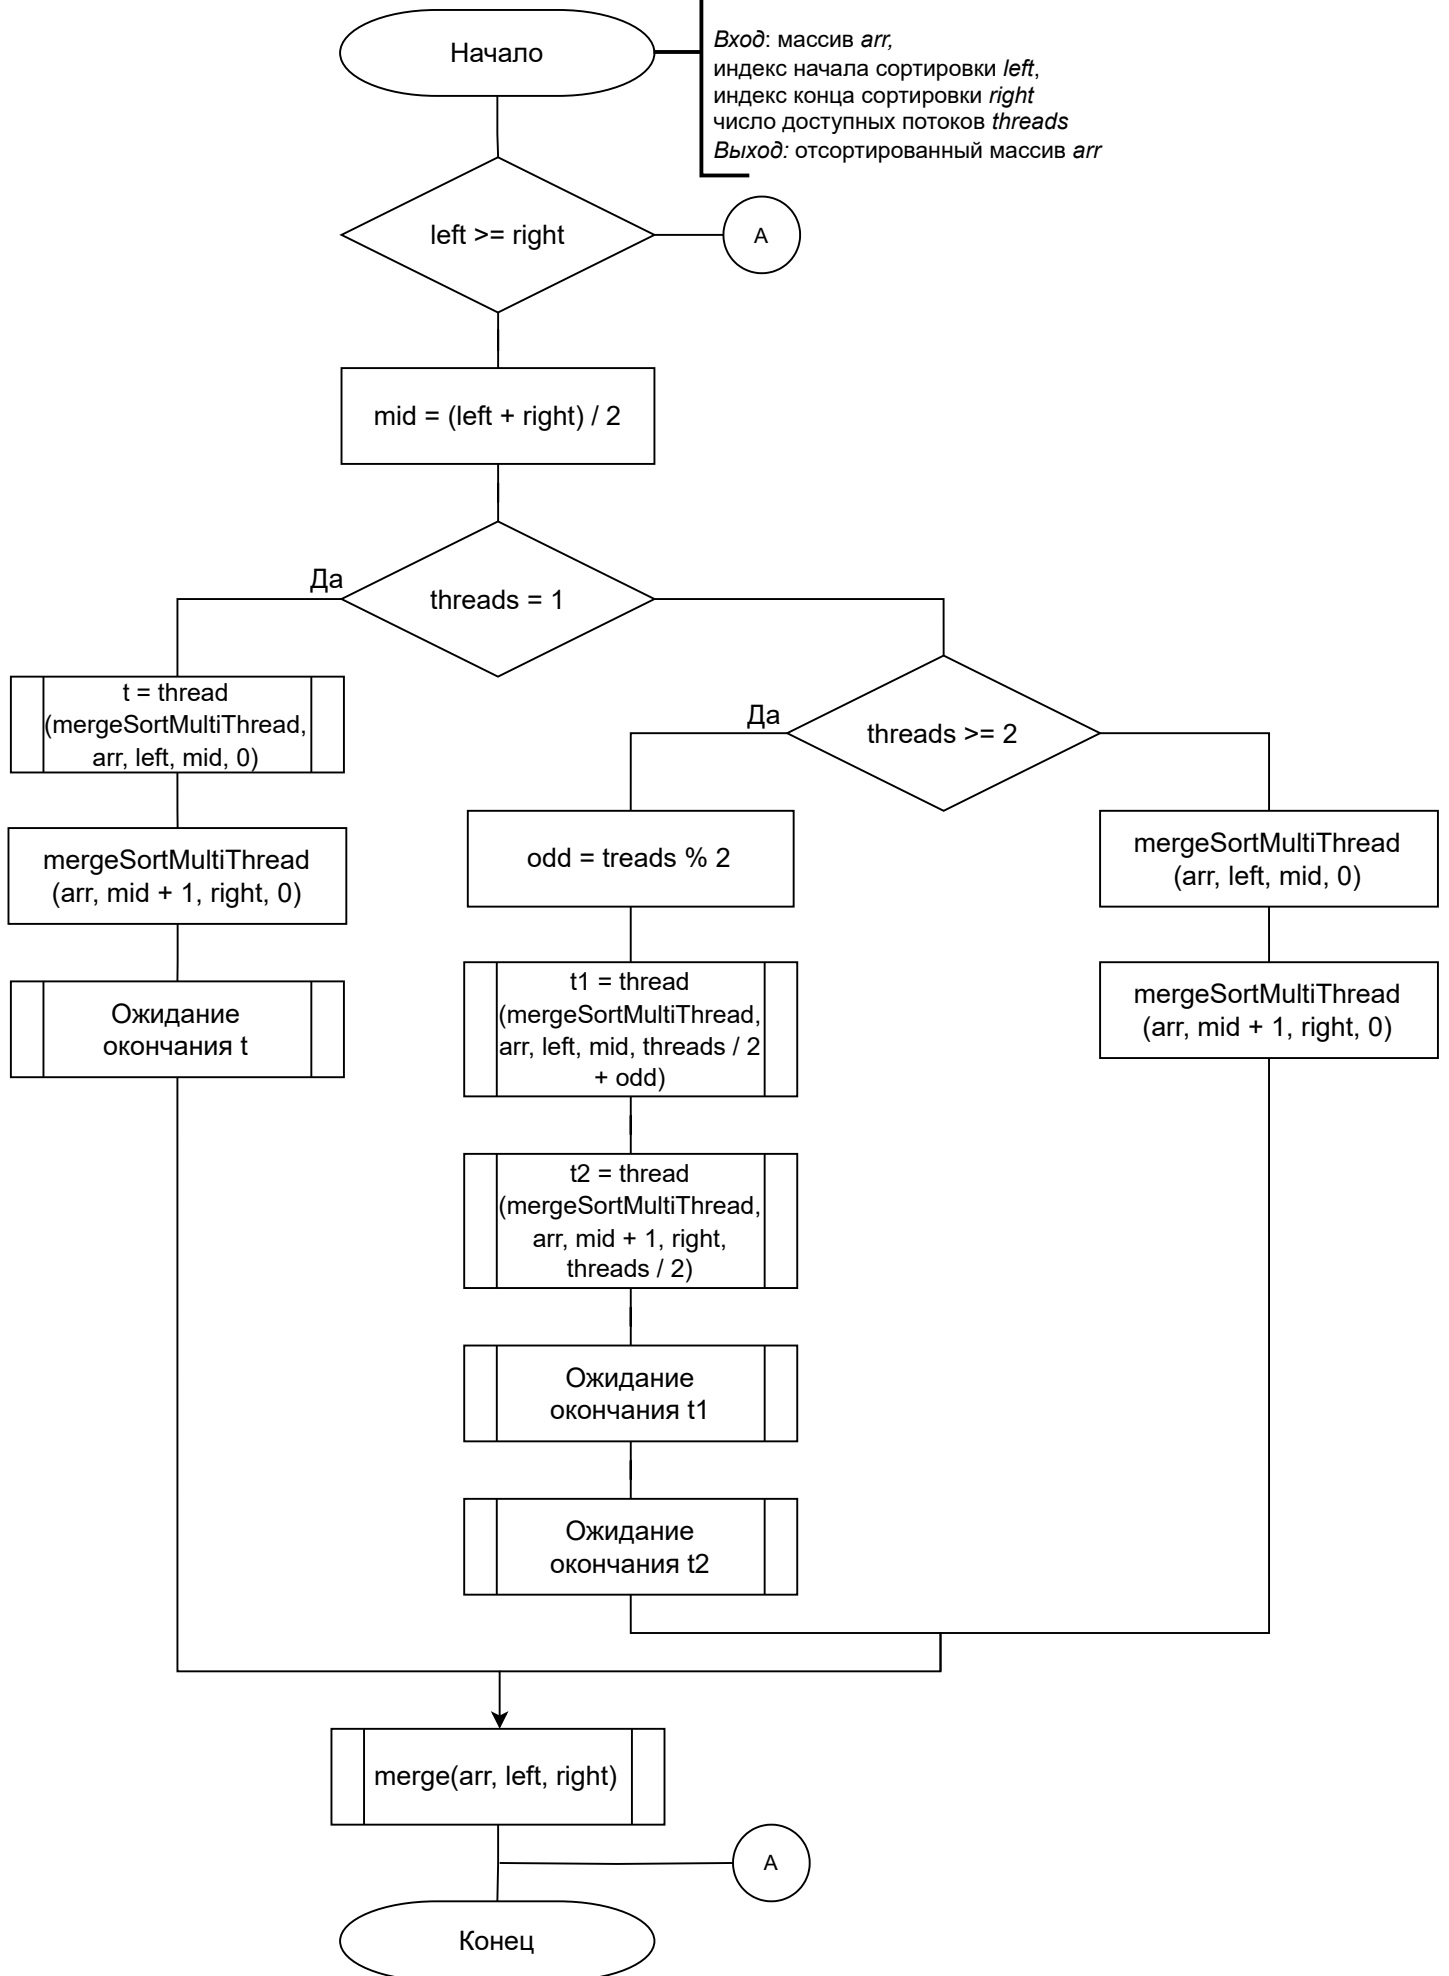 Начало
Вход: массив arr,
индекс начала сортировки left,
индекс конца сортировки right
число доступных потоков threads
Выход: отсортированный массив arr
left >= right
A
mid = (left + right) / 2
Да
threads = 1
t = thread
(mergeSortMultiThread,
arr, left, mid, 0)
mergeSortMultiThread
(arr, mid + 1, right, 0)
Ожидание
окончания t
Да
threads >= 2
odd = treads % 2
t1 = thread
(mergeSortMultiThread,
arr, left, mid, threads / 2
+ odd)
t2 = thread
(mergeSortMultiThread,
arr, mid + 1, right,
threads / 2)
Ожидание
окончания t1
Ожидание
окончания t2
mergeSortMultiThread
(arr, left, mid, 0)
mergeSortMultiThread
(arr, mid + 1, right, 0)
merge(arr, left, right)
A
Конец